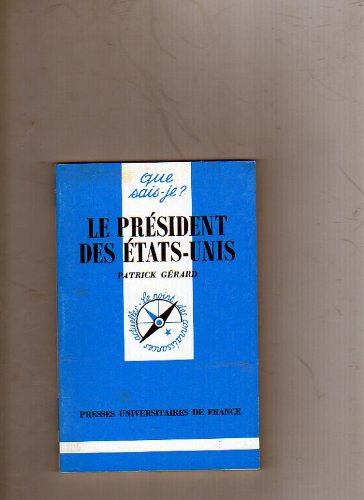 que
sais-je?
LE PRÉSIDENT
DES ÉTATS-UNIS
PATRICK GÉRARD
le point des connaissances actuelles
PRESSES UNIVERSITAIRES DE FRANCE